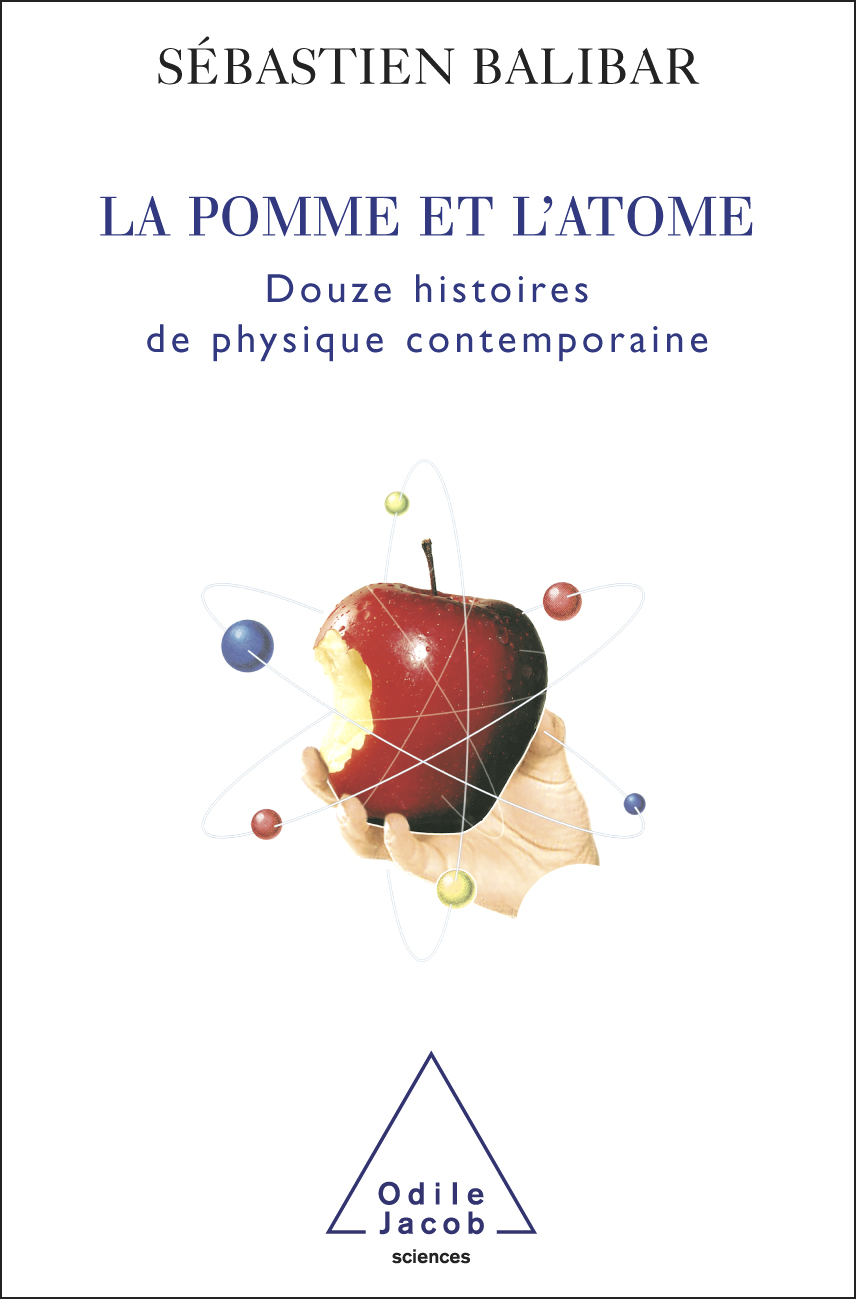 SÉBASTIEN BALIBAR
LA POMME ET L’ATOME
Douze histoires
de physique contemporaine
Odile
Jacob
sciences